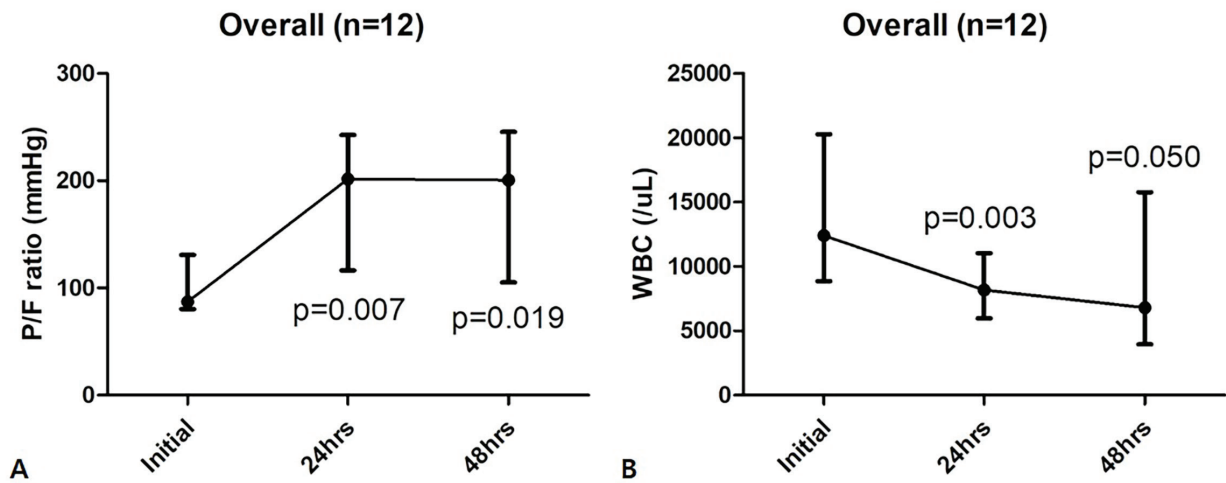 Overall (n=12)
P/F ratio (mmHg)
300
200
100
0
p=0.007
p=0.019
Initial
24hrs
48hrs
A
Overall (n=12)
WBC (/uL)
25000
20000
15000
10000
5000
0
p=0.003
p=0.050
Initial
24hrs
48hrs
B